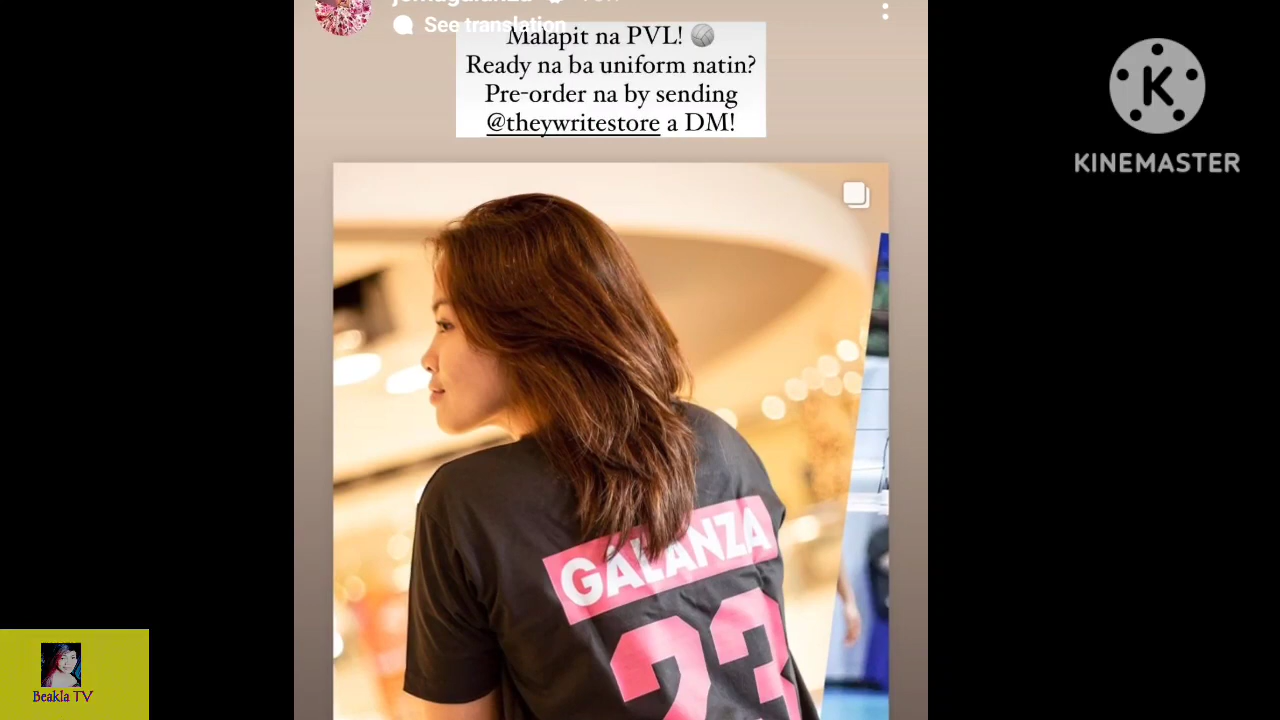 See translation
Malapit na PVL! 🏐
Ready na ba uniform natin?
Pre-order na by sending
@theywritestore a DM!
K
KINEMASTER
GALANZA
23
Beakla TV